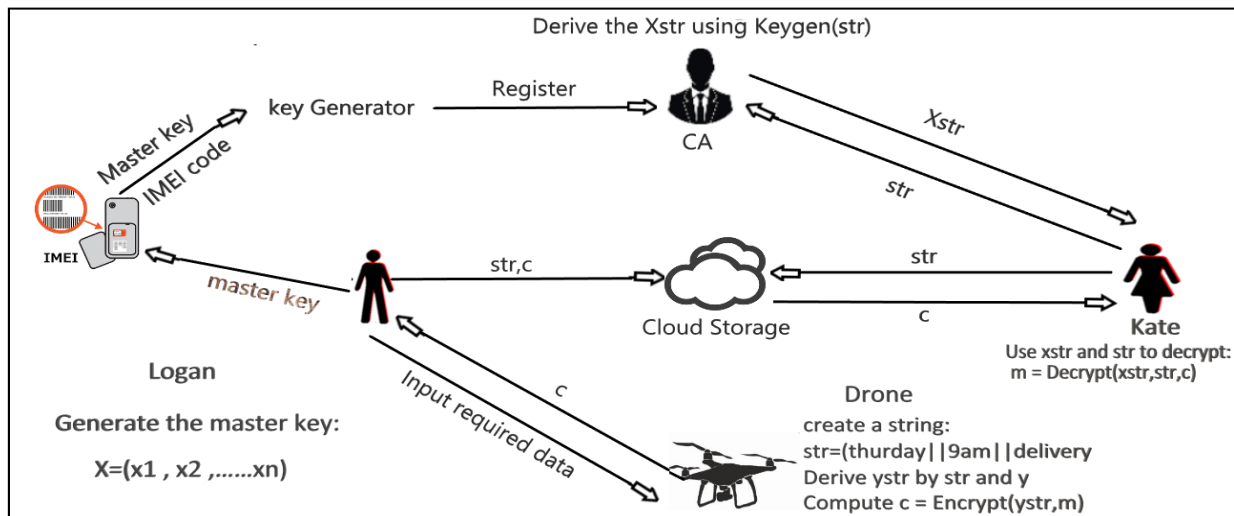 Derive the Xstr using Keygen(str)
key Generator
Register
CA
Master key
IMEI code
Xstr
str
IMEI
master key
str,c
Cloud Storage
str
c
Kate
Use xstr and str to decrypt:
m = Decrypt(xstr,str,c)
Logan
Generate the master key:
X=(x1 , x2 ,......xn)
c
Input required data
Drone
create a string:
str=(thurday||9am||delivery
Derive ystr by str and y
Compute c = Encrypt(ystr,m)